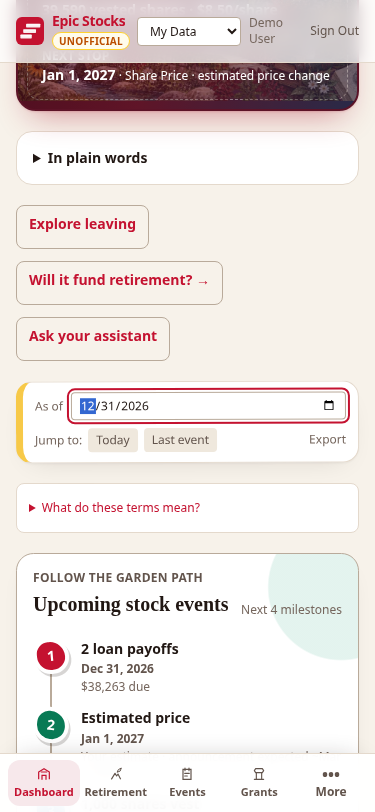 Epic Stocks
UNOFFICIAL
My Data
Demo User
Sign Out
Jan 1, 2027 · Share Price · estimated price change
In plain words
Explore leaving
Will it fund retirement? →
Ask your assistant
As of 12/31/2026
Jump to: Today Last event Export
What do these terms mean?
FOLLOW THE GARDEN PATH
Upcoming stock events Next 4 milestones
1 2 loan payoffs
Dec 31, 2026
$38,263 due
2 Estimated price
Jan 1, 2027
Dashboard Retirement Events Grants More